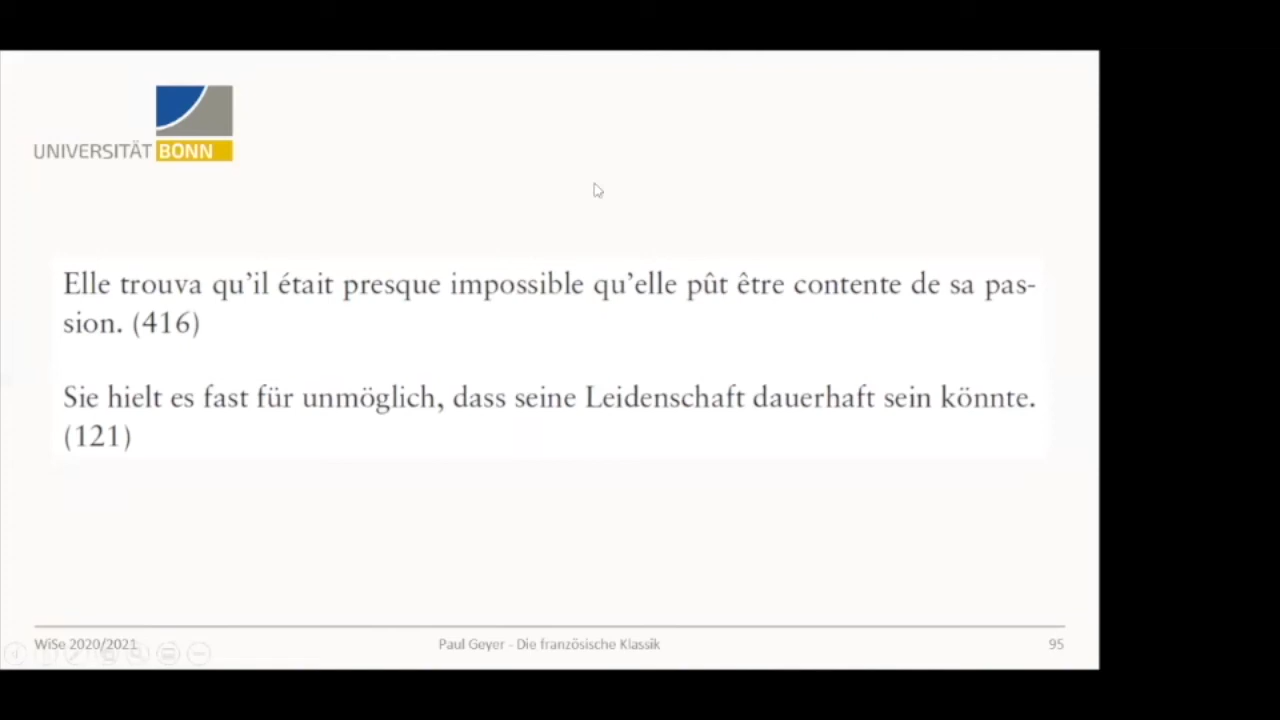 UNIVERSITÄT BONN
Elle trouva qu’il était presque impossible qu’elle pût être contente de sa pas-
sion. (416)
Sie hielt es fast für unmöglich, dass seine Leidenschaft dauerhaft sein könnte.
(121)
WiSe 2020/2021
Paul Geyer - Die französische Klassik
95